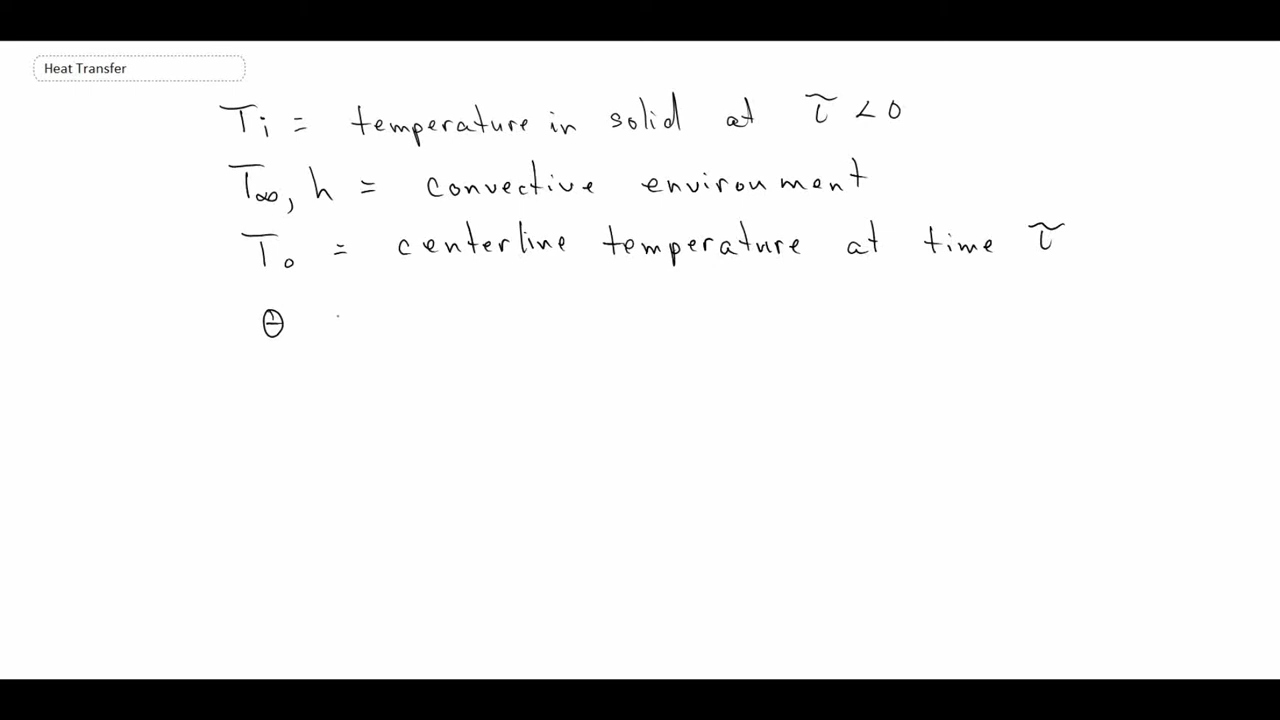 Heat Transfer
Ti = temperature in solid at τ < 0
T∞, h = convective environment
To = centerline temperature at time τ
θ